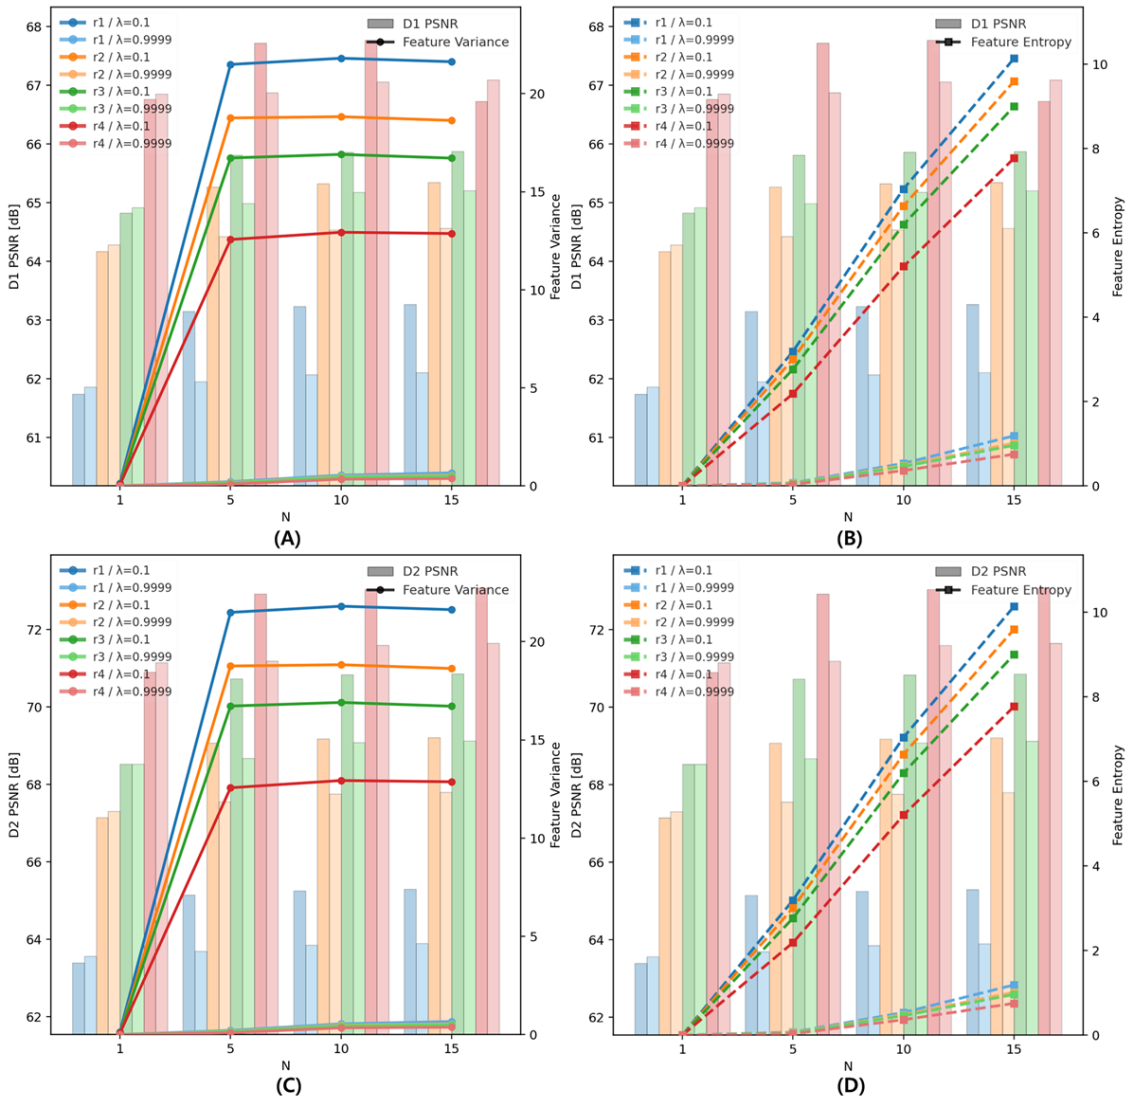 r1 / λ=0.1
r1 / λ=0.9999
r2 / λ=0.1
r2 / λ=0.9999
r3 / λ=0.1
r3 / λ=0.9999
r4 / λ=0.1
r4 / λ=0.9999
D1 PSNR
Feature Variance
68
67
66
65
64
63
62
61
D1 PSNR [dB]
20
15
10
5
0
Feature Variance
1
5
10
15
N
(A)
r1 / λ=0.1
r1 / λ=0.9999
r2 / λ=0.1
r2 / λ=0.9999
r3 / λ=0.1
r3 / λ=0.9999
r4 / λ=0.1
r4 / λ=0.9999
D1 PSNR
Feature Entropy
68
67
66
65
64
63
62
61
D1 PSNR [dB]
10
8
6
4
2
0
Feature Entropy
1
5
10
15
N
(B)
r1 / λ=0.1
r1 / λ=0.9999
r2 / λ=0.1
r2 / λ=0.9999
r3 / λ=0.1
r3 / λ=0.9999
r4 / λ=0.1
r4 / λ=0.9999
D2 PSNR
Feature Variance
72
70
68
66
64
62
D2 PSNR [dB]
20
15
10
5
0
Feature Variance
1
5
10
15
N
(C)
r1 / λ=0.1
r1 / λ=0.9999
r2 / λ=0.1
r2 / λ=0.9999
r3 / λ=0.1
r3 / λ=0.9999
r4 / λ=0.1
r4 / λ=0.9999
D2 PSNR
Feature Entropy
72
70
68
66
64
62
D2 PSNR [dB]
10
8
6
4
2
0
Feature Entropy
1
5
10
15
N
(D)